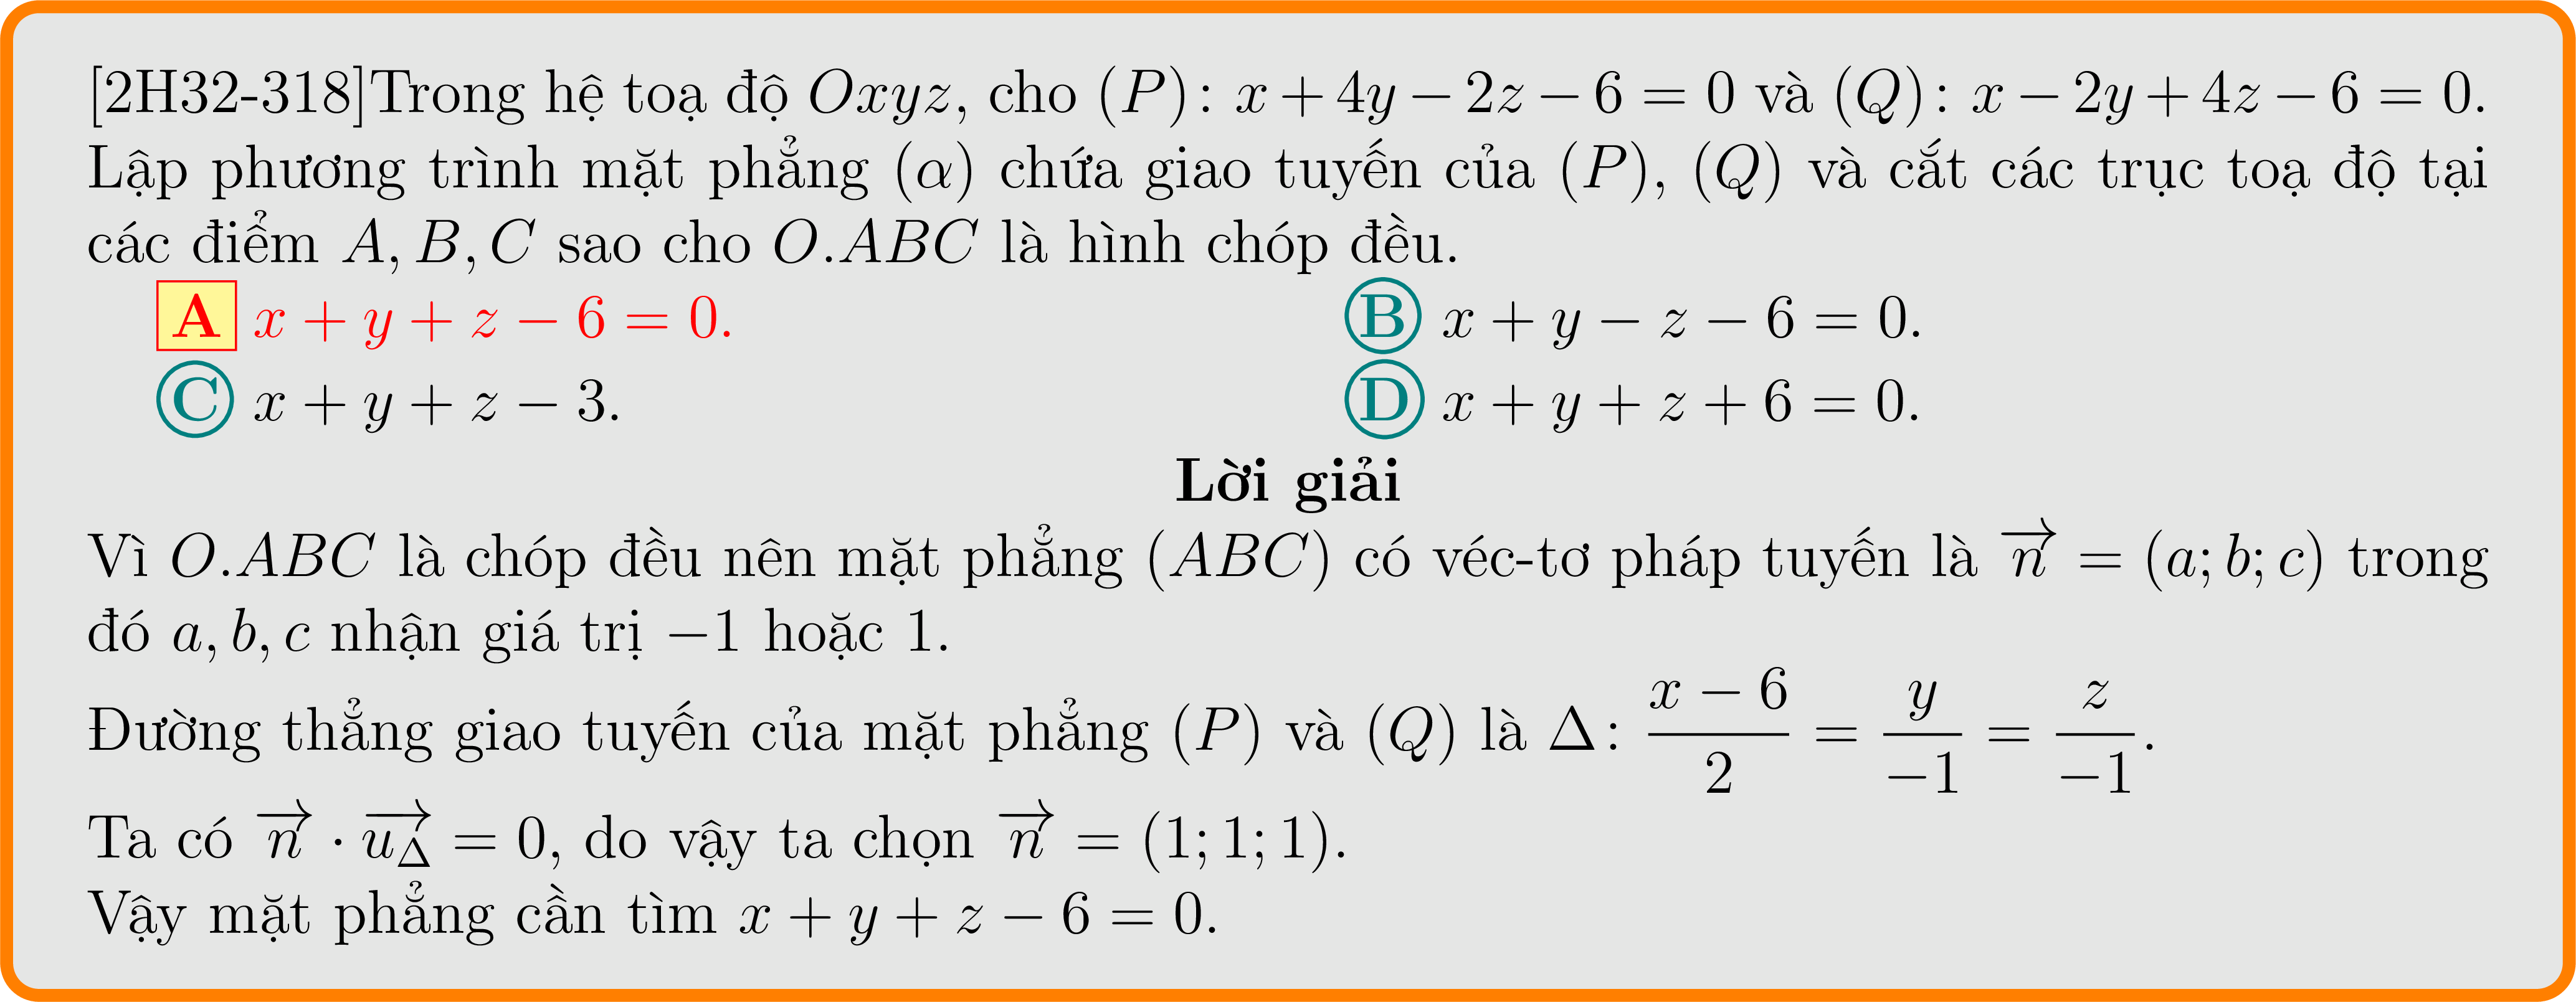 [2H32-318]Trong hệ toạ độ Oxyz, cho (P): x + 4y − 2z − 6 = 0 và (Q): x − 2y + 4z − 6 = 0.
Lập phương trình mặt phẳng (α) chứa giao tuyến của (P), (Q) và cắt các trục toạ độ tại
các điểm A, B, C sao cho O.ABC là hình chóp đều.
A x + y + z − 6 = 0. B x + y − z − 6 = 0.
C x + y + z − 3. D x + y + z + 6 = 0.
Lời giải
Vì O.ABC là chóp đều nên mặt phẳng (ABC) có véc-tơ pháp tuyến là $\overrightarrow{n}$ = (a; b; c) trong
đó a, b, c nhận giá trị −1 hoặc 1.
Đường thẳng giao tuyến của mặt phẳng (P) và (Q) là Δ: $\frac{x-6}{2} = \frac{y}{-1} = \frac{z}{-1}$.
Ta có $\overrightarrow{n} \cdot \overrightarrow{u_\Delta}$ = 0, do vậy ta chọn $\overrightarrow{n}$ = (1; 1; 1).
Vậy mặt phẳng cần tìm x + y + z − 6 = 0.